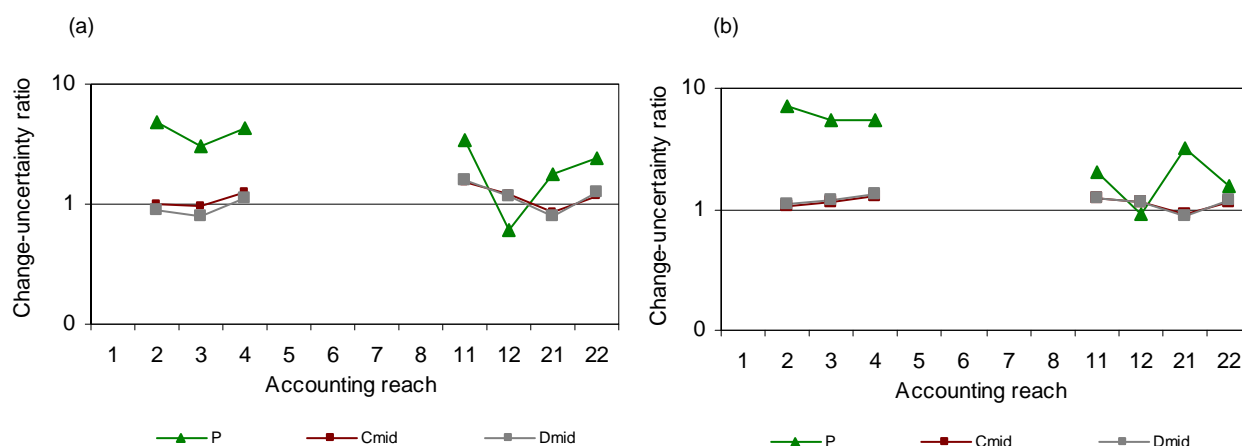 (a)
Change-uncertainty ratio
10
1
0
1 2 3 4 5 6 7 8 11 12 21 22
Accounting reach
P Cmid Dmid
(b)
Change-uncertainty ratio
10
1
0
1 2 3 4 5 6 7 8 11 12 21 22
Accounting reach
P Cmid Dmid